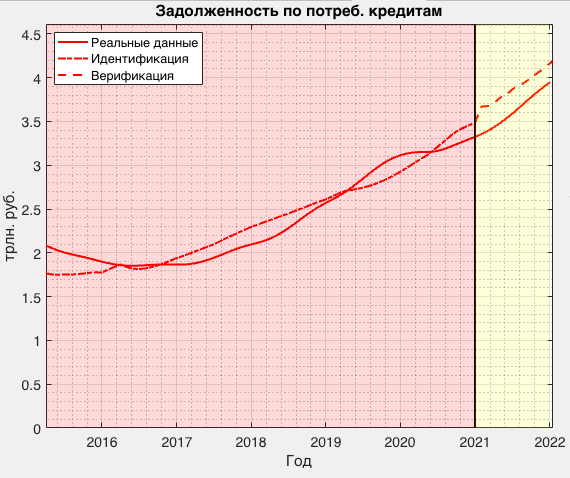 Задолженность по потреб. кредитам
Реальные данные
Идентификация
Верификация
трлн. руб.
4.5
4
3.5
3
2.5
2
1.5
1
0.5
0
2016 2017 2018 2019 2020 2021 2022
Год